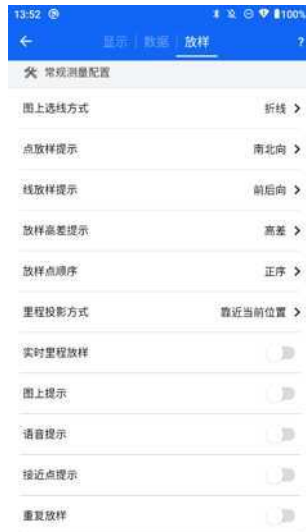 13:52 100%
显示 | 数据 | 放样 ?
常规测量配置
图上选线方式 折线 >
点放样提示 南北向 >
线放样提示 前后向 >
放样高差提示 高差 >
放样点顺序 正序 >
里程投影方式 靠近当前位置 >
实时里程放样
图上提示
语音提示
接近点提示
重复放样